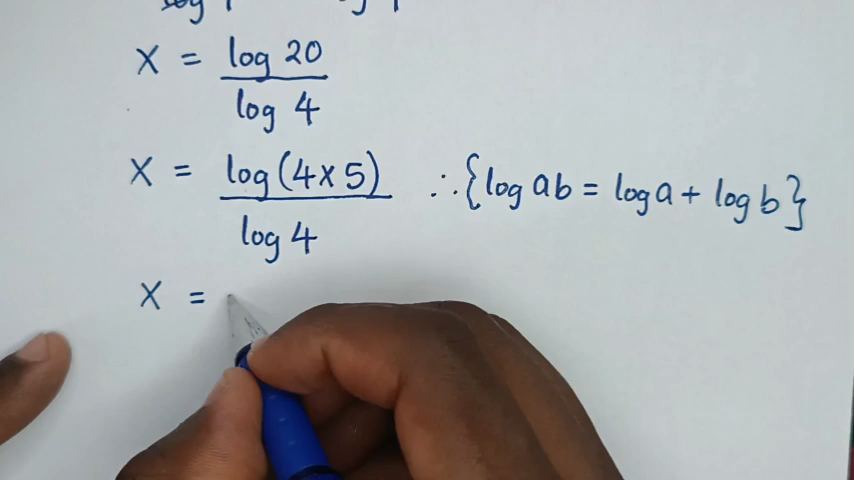 X = log 20 / log 4
X = log(4x5) / log 4 ∴ {log ab = log a + log b}
X =